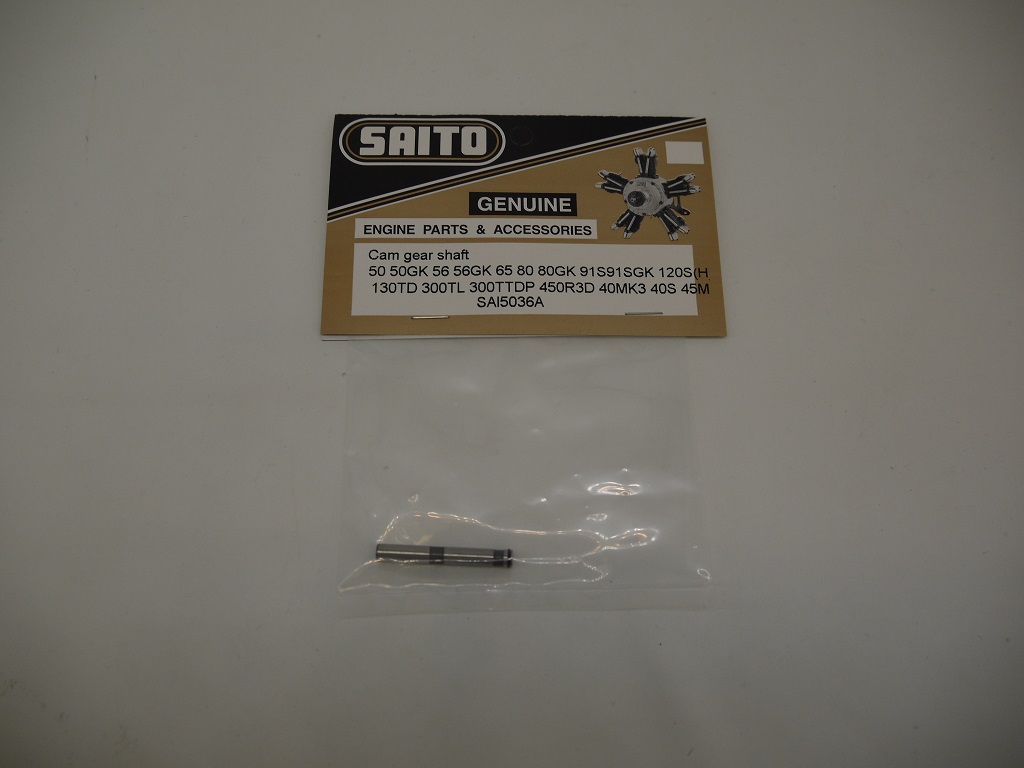 SAITO
GENUINE
ENGINE PARTS & ACCESSORIES
Cam gear shaft
50 50GK 56 56GK 65 80 80GK 91S91SGK 120S(H
130TD 300TL 300TTDP 450R3D 40MK3 40S 45M
SAI5036A